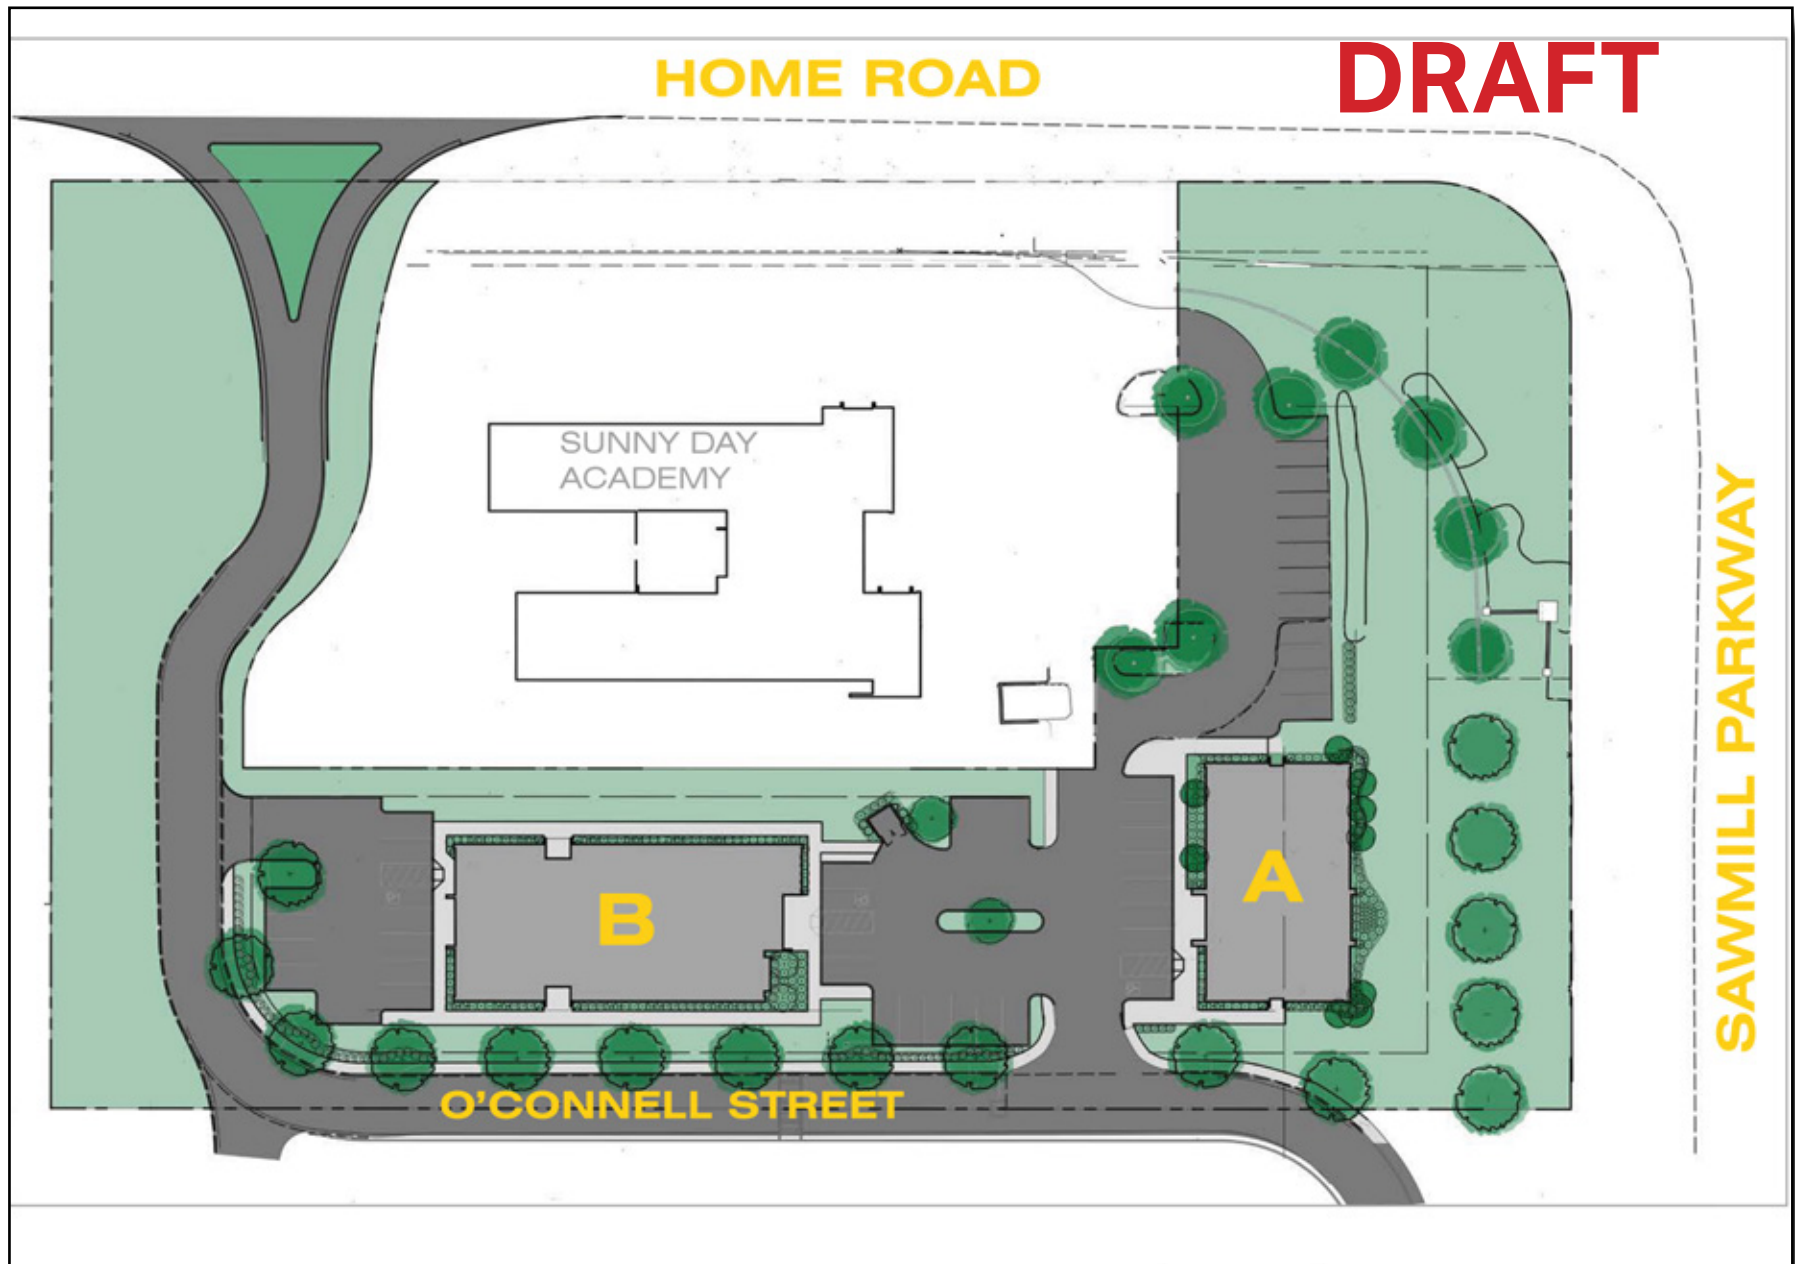 HOME ROAD
DRAFT
SUNNY DAY
ACADEMY
SAWMILL PARKWAY
A
B
O'CONNELL STREET